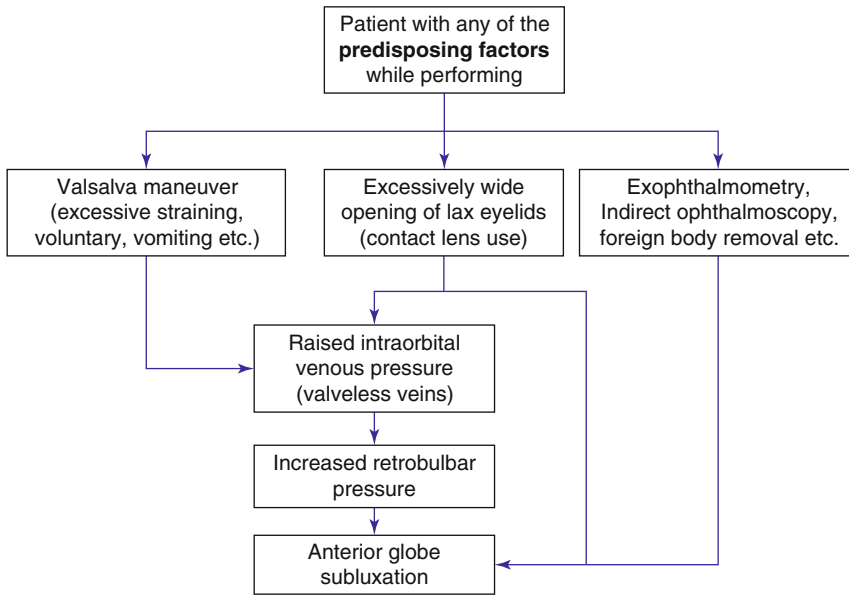 Patient with any of the
predisposing factors
while performing
Valsalva maneuver
(excessive straining,
voluntary, vomiting etc.)
Excessively wide
opening of lax eyelids
(contact lens use)
Exophthalmometry,
Indirect ophthalmoscopy,
foreign body removal etc.
Raised intraorbital
venous pressure
(valveless veins)
Increased retrobulbar
pressure
Anterior globe
subluxation